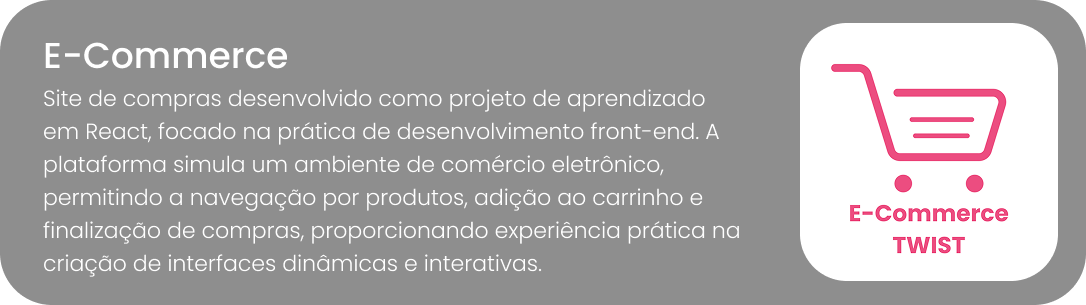 E-Commerce
Site de compras desenvolvido como projeto de aprendizado
em React, focado na prática de desenvolvimento front-end. A
plataforma simula um ambiente de comércio eletrônico,
permitindo a navegação por produtos, adição ao carrinho e
finalização de compras, proporcionando experiência prática na
criação de interfaces dinâmicas e interativas.
E-Commerce
TWIST